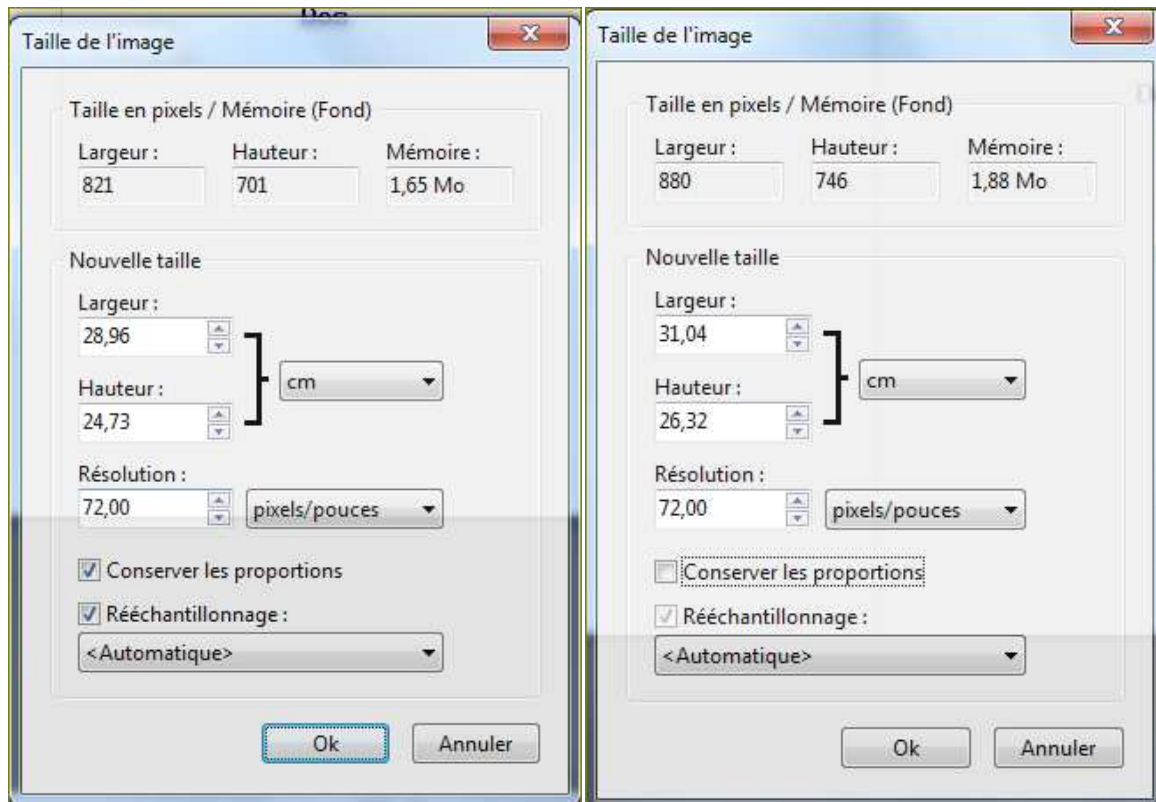 Taille de l'image
Taille en pixels / Mémoire (Fond)
Largeur : Hauteur : Mémoire :
821 701 1,65 Mo
Nouvelle taille
Largeur :
28,96
cm
Hauteur :
24,73
Résolution :
72,00 pixels/pouces
Conserver les proportions
Rééchantillonnage :
<Automatique>
Ok Annuler
Taille de l'image
Taille en pixels / Mémoire (Fond)
Largeur : Hauteur : Mémoire :
880 746 1,88 Mo
Nouvelle taille
Largeur :
31,04
cm
Hauteur :
26,32
Résolution :
72,00 pixels/pouces
Conserver les proportions
Rééchantillonnage :
<Automatique>
Ok Annuler